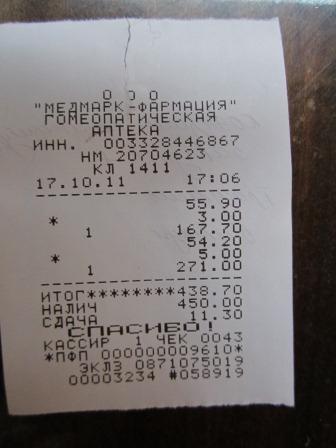 О О О
"МЕДМАРК-ФАРМАЦИЯ"
ГОМЕОПАТИЧЕСКАЯ
АПТЕКА
ИНН. 003328446867
НМ 20704623
КЛ 1411
17.10.11 17:06
55.90
* 3.00
1 167.70
54.20
* 5.00
1 271.00
ИТОГ********438.70
НАЛИЧ 450.00
СДАЧА 11.30
СПАСИБО!
КАССИР 1 ЧЕК 0043
*ПФП 000000009610*
ЭКЛЗ 0871075019
00003234 #058919